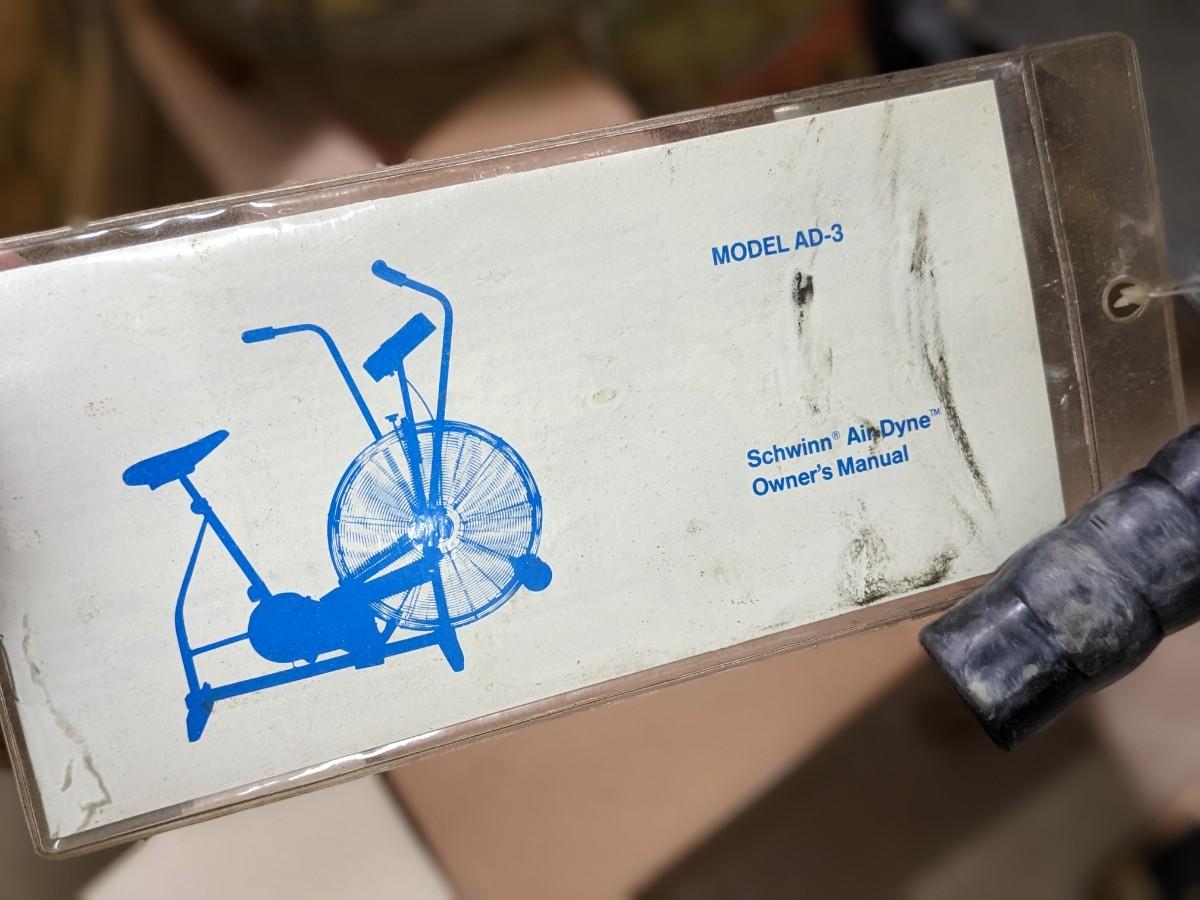 MODEL AD-3
Schwinn® Air-Dyne™
Owner's Manual